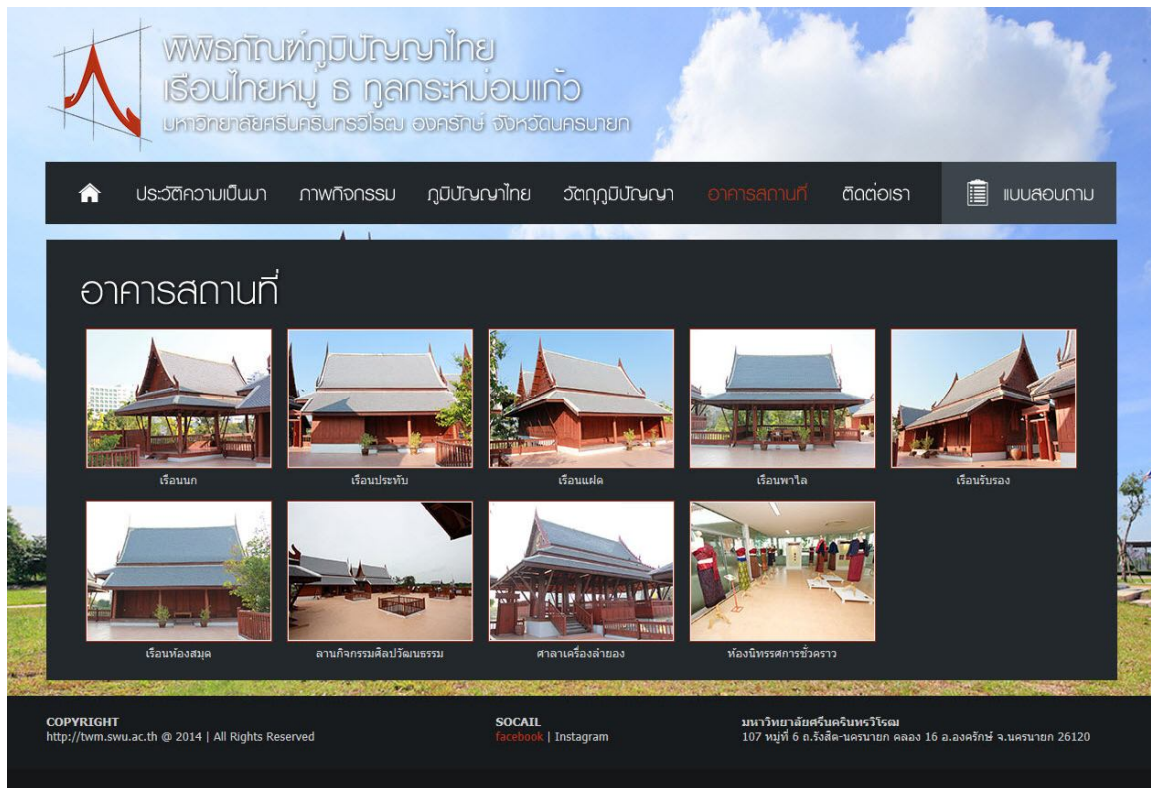 พิพิธภัณฑ์ภูมิปัญญาไทย
เรือนไทยหมู่ ธ ทูลกระหม่อมแก้ว
มหาวิทยาลัยศรีนครินทรวิโรฒ องครักษ์ จังหวัดนครนายก
ประวัติความเป็นมา ภาพกิจกรรม ภูมิปัญญาไทย วัตถุภูมิปัญญา อาคารสถานที่ ติดต่อเรา แบบสอบถาม
อาคารสถานที่
เรือนนก เรือนประทับ เรือนแฝด เรือนพาไล เรือนรับรอง
เรือนห้องสมุด ลานกิจกรรมศิลปวัฒนธรรม ศาลาเครื่องลำยอง ห้องนิทรรศการชั่วคราว
COPYRIGHT SOCAIL มหาวิทยาลัยศรีนครินทรวิโรฒ
http://twm.swu.ac.th @ 2014 | All Rights Reserved facebook | Instagram 107 หมู่ที่ 6 ถ.รังสิต-นครนายก คลอง 16 อ.องครักษ์ จ.นครนายก 26120